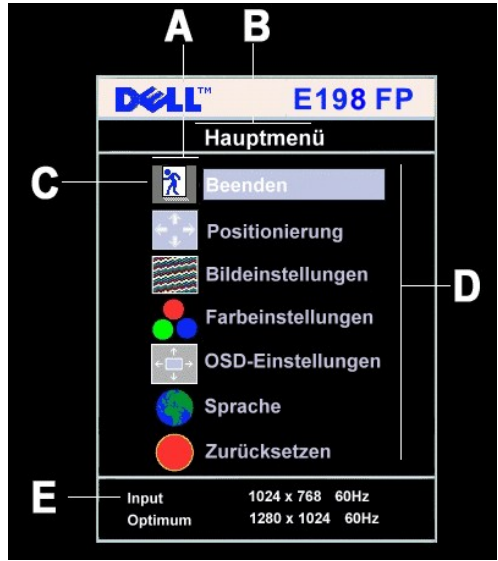 A B
DELL™ E198 FP
Hauptmenü
C Beenden
Positionierung
Bildeinstellungen
D
Farbeinstellungen
OSD-Einstellungen
Sprache
Zurücksetzen
E Input 1024 x 768 60Hz
Optimum 1280 x 1024 60Hz